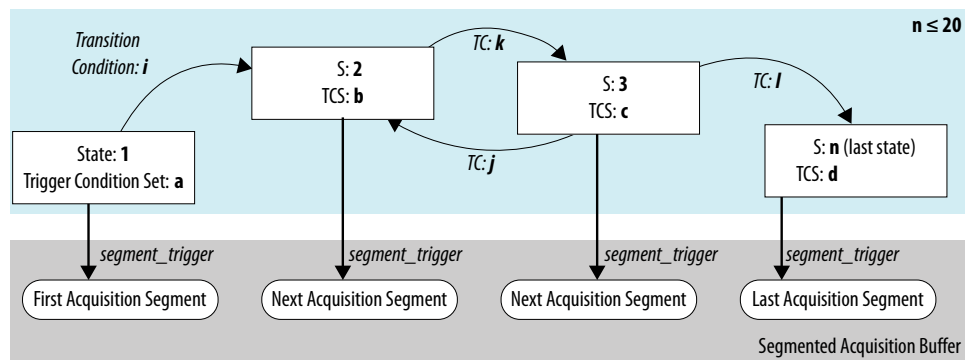 n ≤ 20
Transition
Condition: i
TC: k
S: 2
TCS: b
S: 3
TCS: c
TC: l
TC: j
State: 1
Trigger Condition Set: a
S: n (last state)
TCS: d
segment_trigger
segment_trigger
segment_trigger
segment_trigger
First Acquisition Segment
Next Acquisition Segment
Next Acquisition Segment
Last Acquisition Segment
Segmented Acquisition Buffer